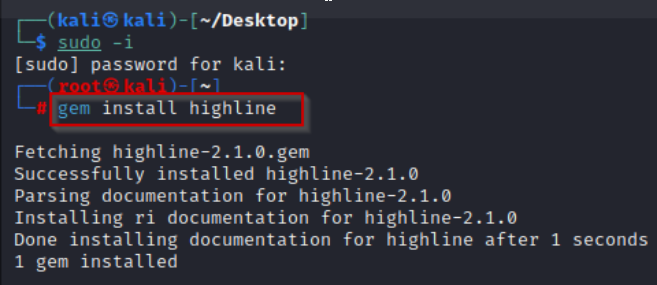 ┌──(kali㉿kali)-[~/Desktop]
└─$ sudo -i
[sudo] password for kali:
┌──(root㉿kali)-[~]
└─# gem install highline
Fetching highline-2.1.0.gem
Successfully installed highline-2.1.0
Parsing documentation for highline-2.1.0
Installing ri documentation for highline-2.1.0
Done installing documentation for highline after 1 seconds
1 gem installed